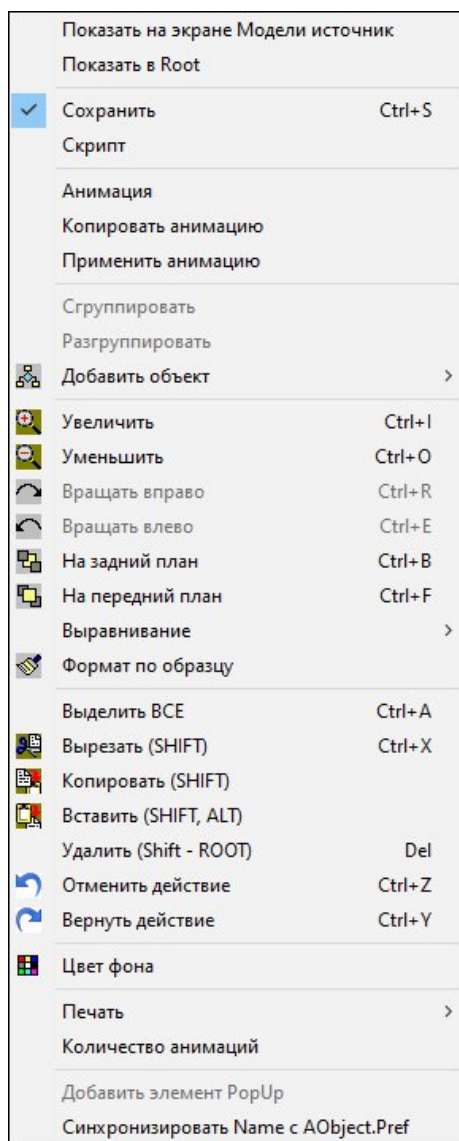 Показать на экране Модели источник
Показать в Root
Сохранить Ctrl+S
Скрипт
Анимация
Копировать анимацию
Применить анимацию
Сгруппировать
Разгруппировать
Добавить объект
Увеличить Ctrl+I
Уменьшить Ctrl+O
Вращать вправо Ctrl+R
Вращать влево Ctrl+E
На задний план Ctrl+B
На передний план Ctrl+F
Выравнивание
Формат по образцу
Выделить ВСЕ Ctrl+A
Вырезать (SHIFT) Ctrl+X
Копировать (SHIFT)
Вставить (SHIFT, ALT)
Удалить (Shift - ROOT) Del
Отменить действие Ctrl+Z
Вернуть действие Ctrl+Y
Цвет фона
Печать
Количество анимаций
Добавить элемент PopUp
Синхронизировать Name с AObject.Pref